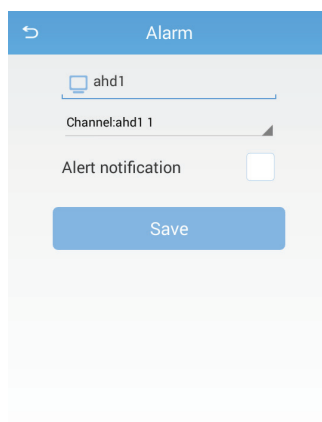 Alarm
ahd1
Channel:ahd1 1
Alert notification
Save